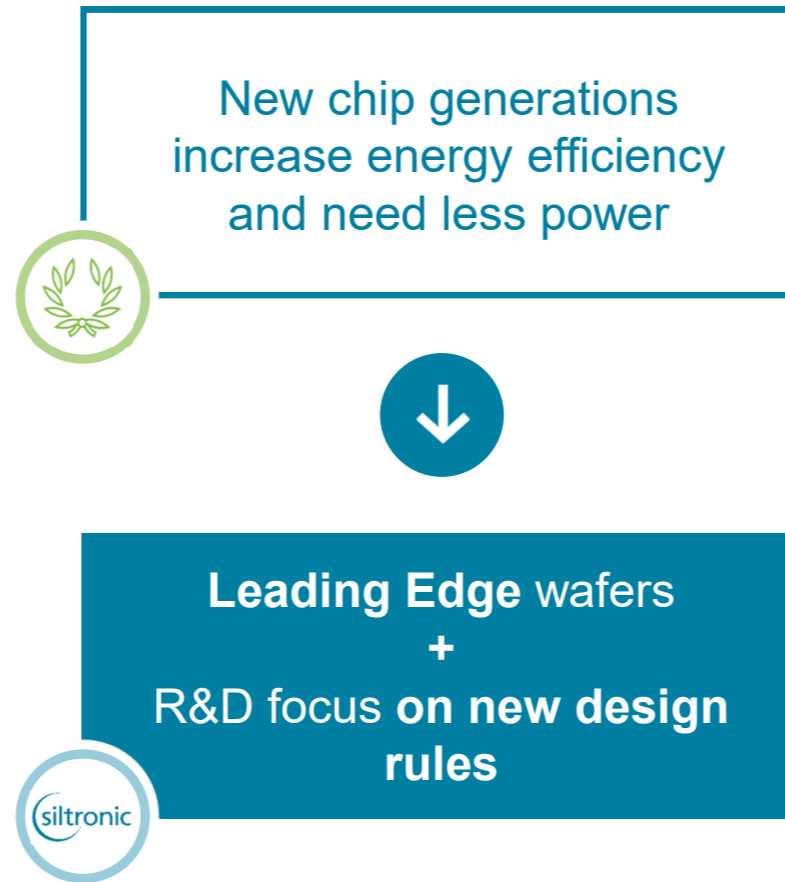 New chip generations
increase energy efficiency
and need less power
Leading Edge wafers
+
R&D focus on new design
rules
siltronic